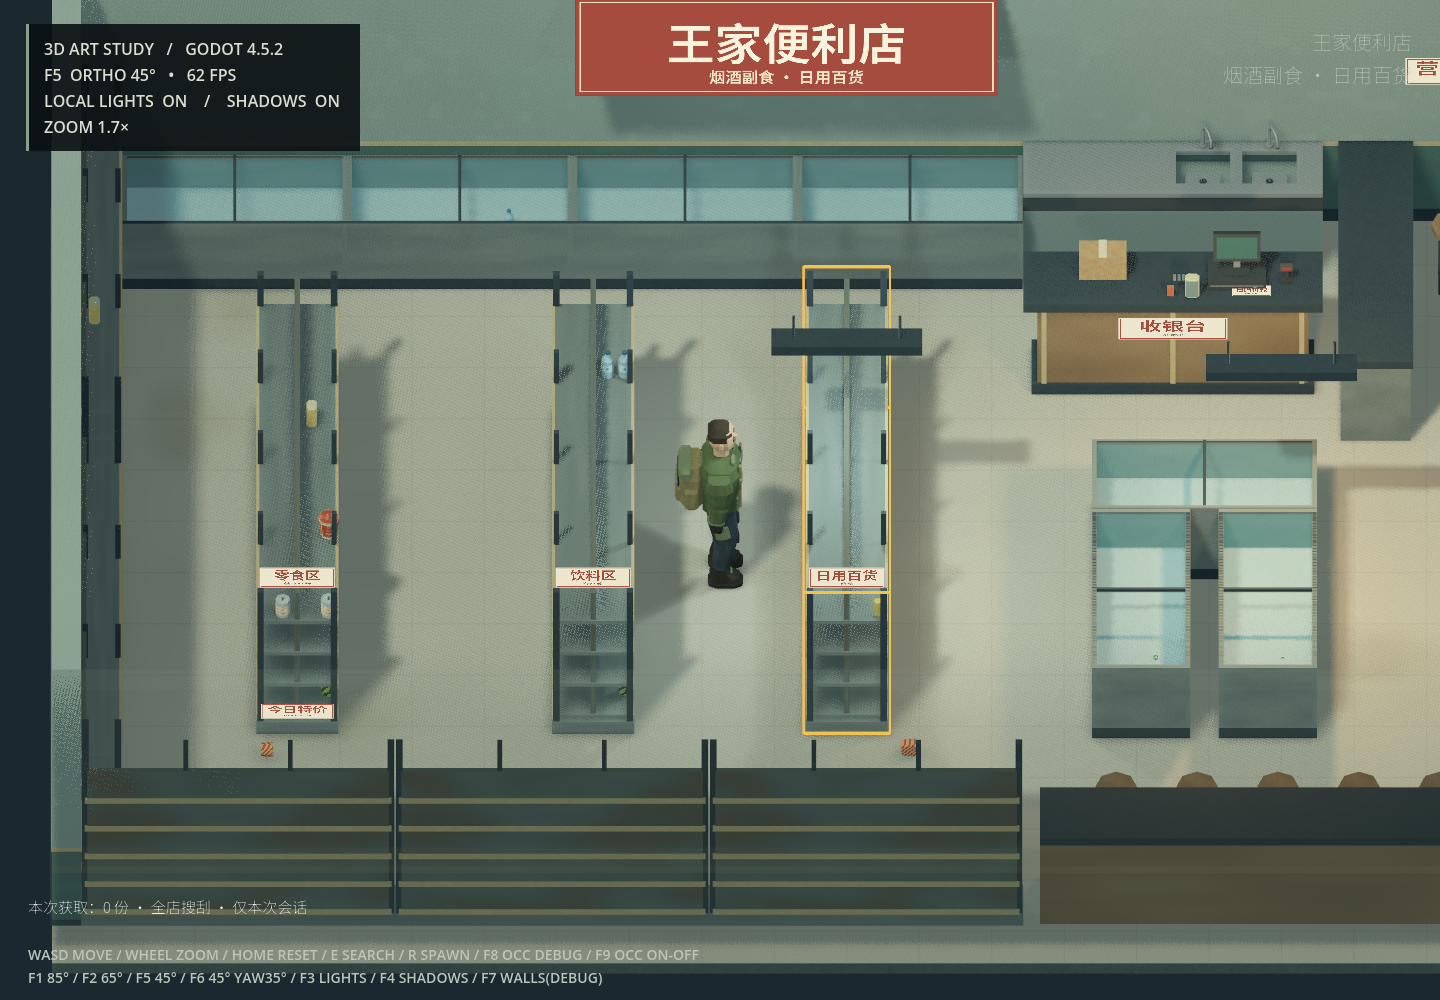 3D ART STUDY / GODOT 4.5.2
F5 ORTHO 45° • 62 FPS
LOCAL LIGHTS ON / SHADOWS ON
ZOOM 1.7×
王家便利店
烟酒副食 · 日用百货
王家便利店
烟酒副食 · 日用百货
营
收银台
零食区
饮料区
日用百货
今日特价
本次获取：0 份 · 全店搜刮 · 仅本次会话
WASD MOVE / WHEEL ZOOM / HOME RESET / E SEARCH / R SPAWN / F8 OCC DEBUG / F9 OCC ON-OFF
F1 85° / F2 65° / F5 45° / F6 45° YAW35° / F3 LIGHTS / F4 SHADOWS / F7 WALLS(DEBUG)